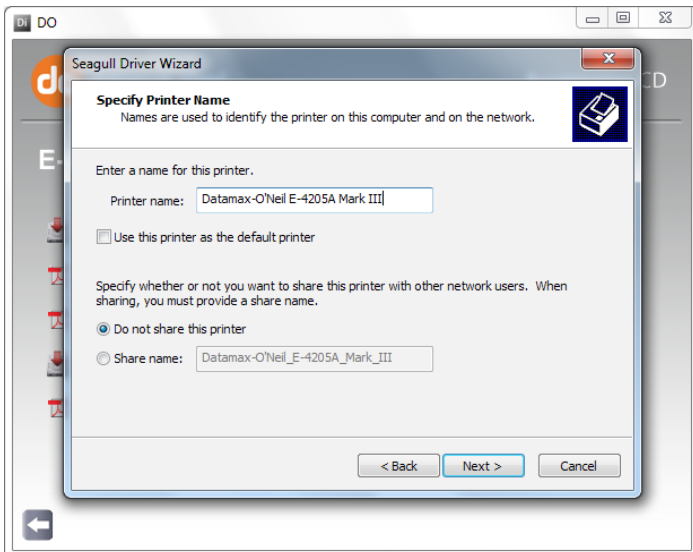 DO
Seagull Driver Wizard
CD
Specify Printer Name
Names are used to identify the printer on this computer and on the network.
E-
Enter a name for this printer.
Printer name: Datamax-O'Neil E-4205A Mark III
Use this printer as the default printer
Specify whether or not you want to share this printer with other network users. When
sharing, you must provide a share name.
Do not share this printer
Share name: Datamax-O'Neil_E-4205A_Mark_III
< Back Next > Cancel